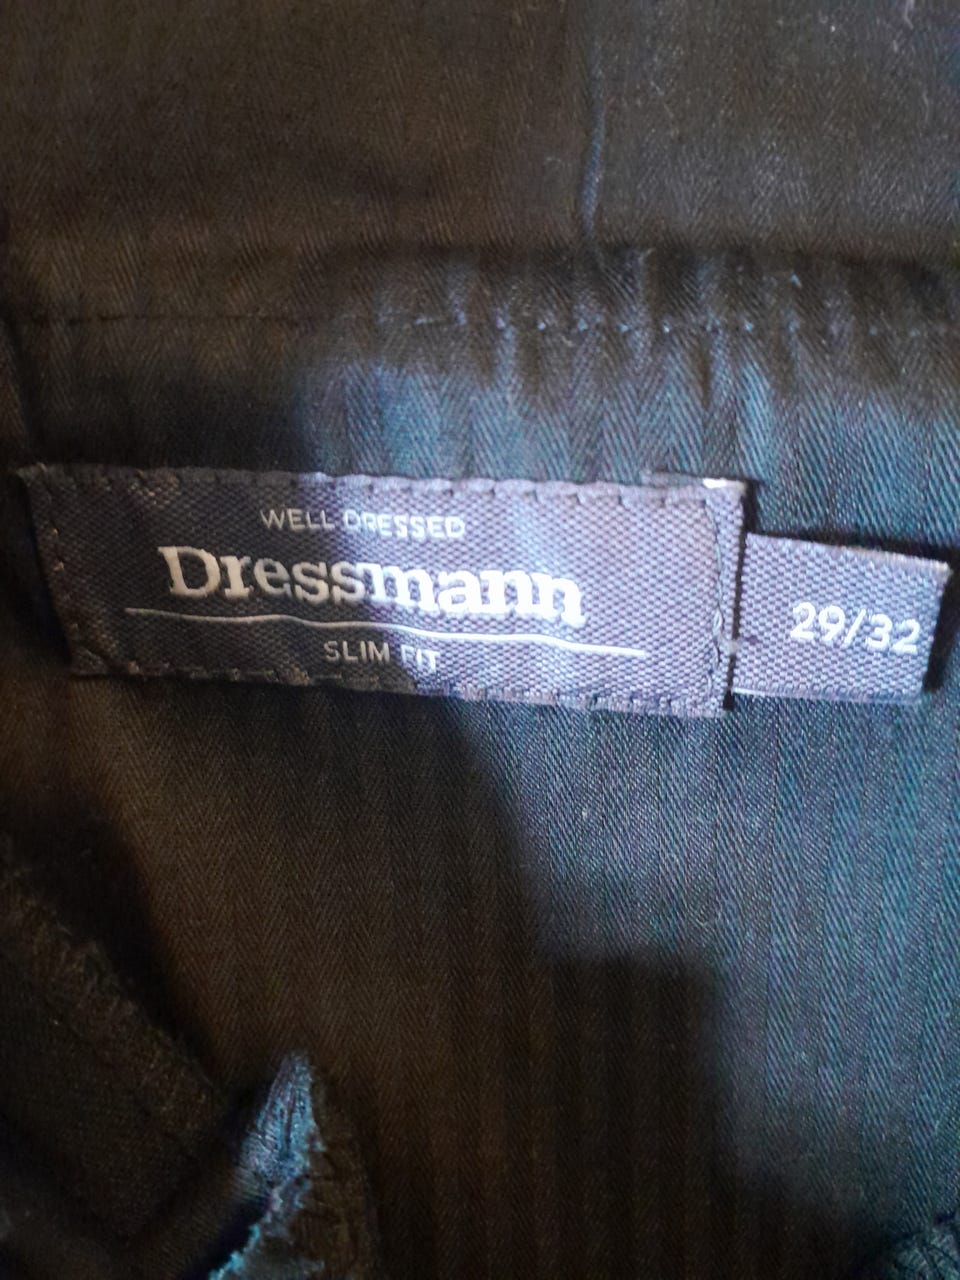 WELL DRESSED
Dressmann
SLIM FIT
29/32